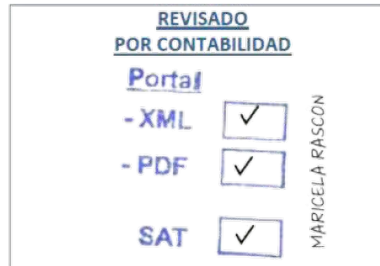 REVISADO
POR CONTABILIDAD
Portal
- XML ✓
- PDF ✓
SAT ✓
MARICELA RASCON